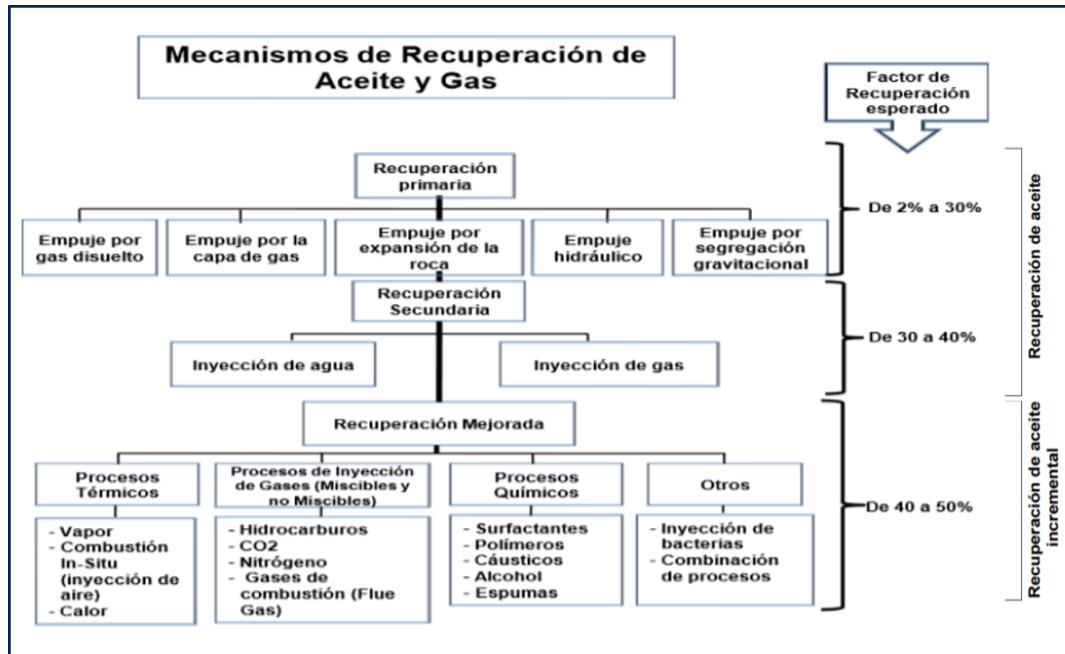 Mecanismos de Recuperación de
Aceite y Gas
Factor de
Recuperación
esperado
Recuperación
primaria
De 2% a 30%
Empuje por
gas disuelto
Empuje por la
capa de gas
Empuje por
expansión de la
roca
Empuje
hidráulico
Empuje por
segregación
gravitacional
Recuperación de aceite
Recuperación
Secundaria
De 30 a 40%
Inyección de agua
Inyección de gas
Recuperación Mejorada
Procesos
Térmicos
Procesos de Inyección
de Gases (Miscibles y
no Miscibles)
Procesos
Químicos
Otros
De 40 a 50%
Recuperación de aceite
incremental
- Vapor
- Combustión
In-Situ
(inyección de
aire)
- Calor
- Hidrocarburos
- CO2
- Nitrógeno
- Gases de
combustión (Flue
Gas)
- Surfactantes
- Polímeros
- Cáusticos
- Alcohol
- Espumas
- Inyección de
bacterias
- Combinación
de procesos